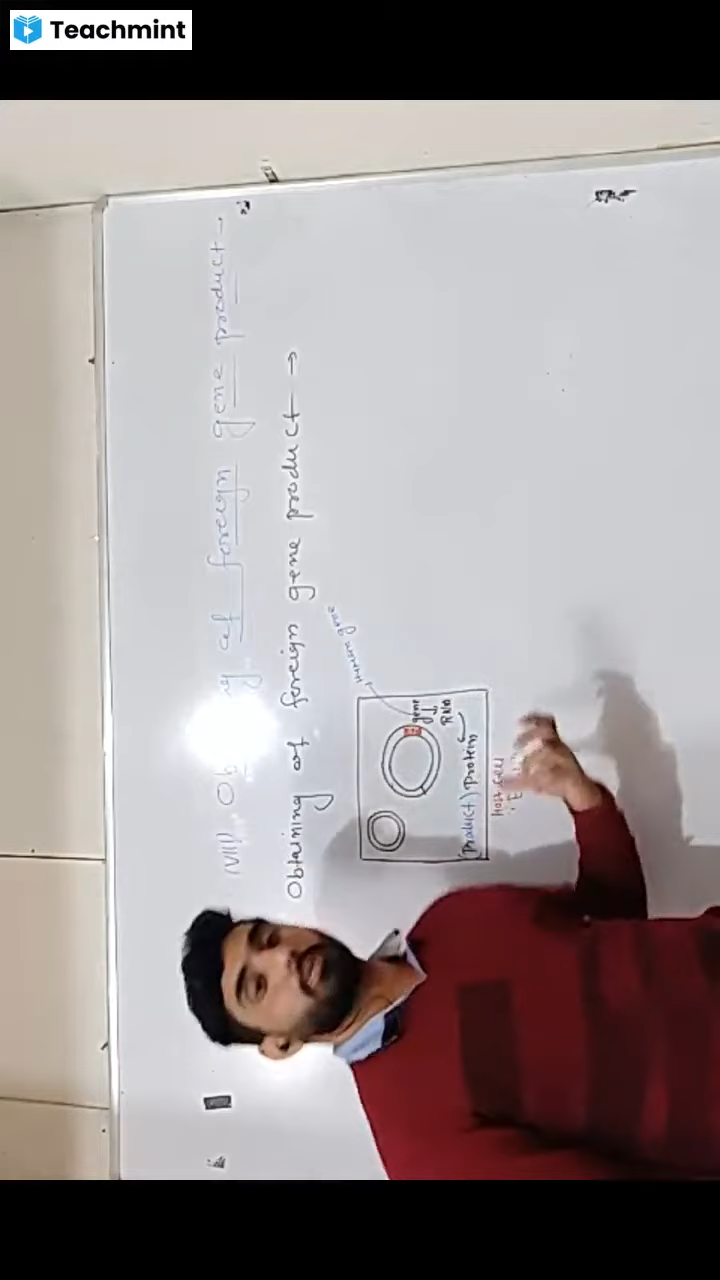 Teachmint
(VII) Ob ng of foreign gene product →
Obtaining of foreign gene product →
Human gene
gene
↓
RNA
(Product) Protein
Host cell